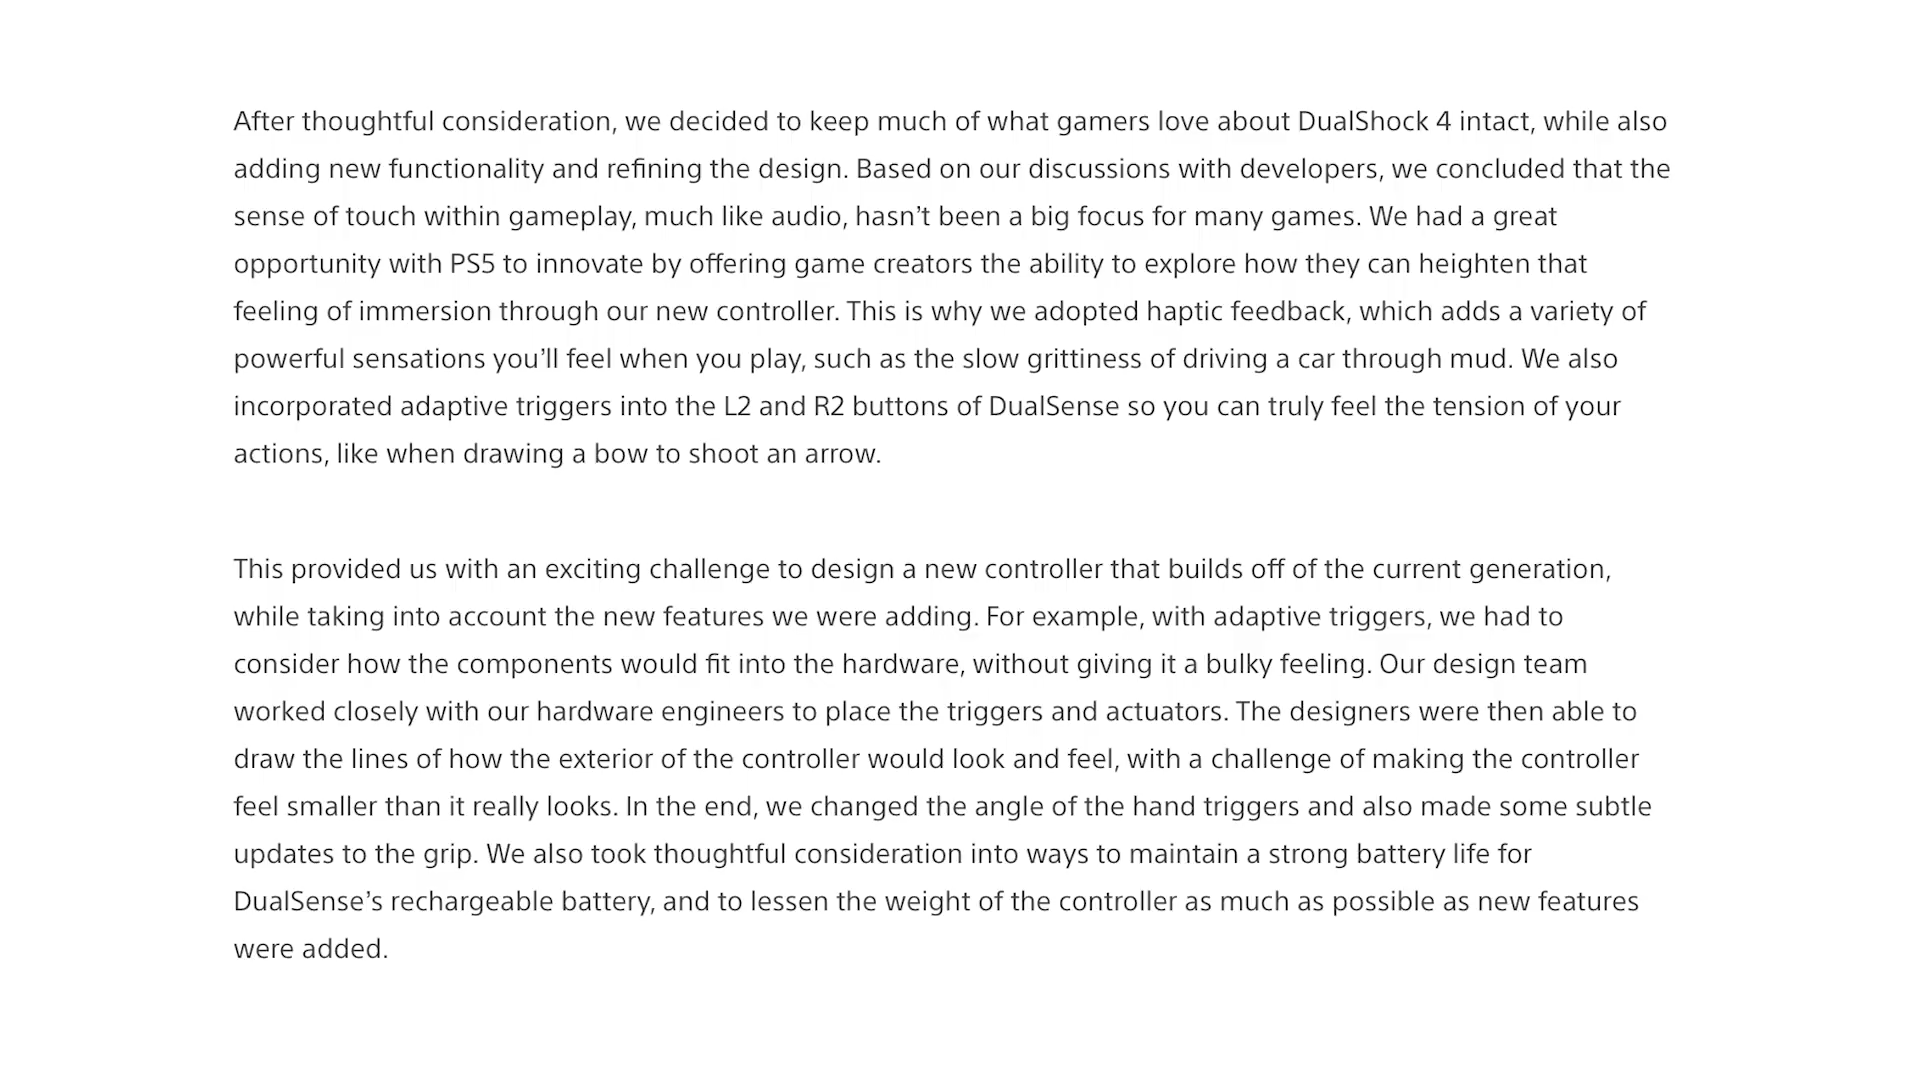 After thoughtful consideration, we decided to keep much of what gamers love about DualShock 4 intact, while also
adding new functionality and refining the design. Based on our discussions with developers, we concluded that the
sense of touch within gameplay, much like audio, hasn’t been a big focus for many games. We had a great
opportunity with PS5 to innovate by offering game creators the ability to explore how they can heighten that
feeling of immersion through our new controller. This is why we adopted haptic feedback, which adds a variety of
powerful sensations you’ll feel when you play, such as the slow grittiness of driving a car through mud. We also
incorporated adaptive triggers into the L2 and R2 buttons of DualSense so you can truly feel the tension of your
actions, like when drawing a bow to shoot an arrow.
This provided us with an exciting challenge to design a new controller that builds off of the current generation,
while taking into account the new features we were adding. For example, with adaptive triggers, we had to
consider how the components would fit into the hardware, without giving it a bulky feeling. Our design team
worked closely with our hardware engineers to place the triggers and actuators. The designers were then able to
draw the lines of how the exterior of the controller would look and feel, with a challenge of making the controller
feel smaller than it really looks. In the end, we changed the angle of the hand triggers and also made some subtle
updates to the grip. We also took thoughtful consideration into ways to maintain a strong battery life for
DualSense’s rechargeable battery, and to lessen the weight of the controller as much as possible as new features
were added.